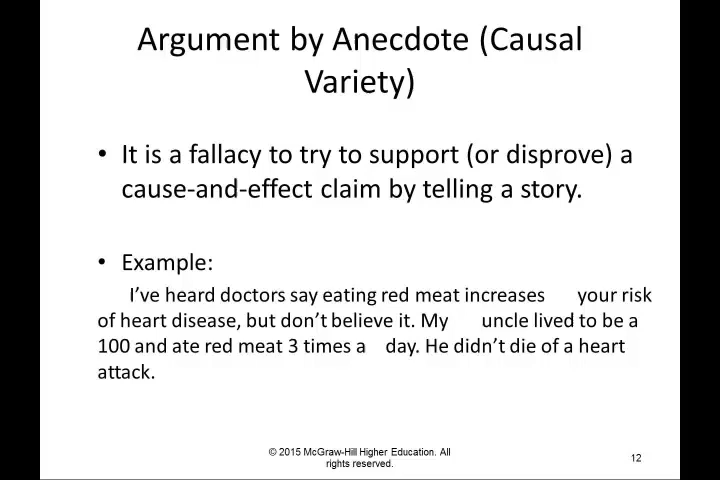 Argument by Anecdote (Causal
Variety)
• It is a fallacy to try to support (or disprove) a
cause-and-effect claim by telling a story.
• Example:
I’ve heard doctors say eating red meat increases your risk
of heart disease, but don’t believe it. My uncle lived to be a
100 and ate red meat 3 times a day. He didn’t die of a heart
attack.
© 2015 McGraw-Hill Higher Education. All
rights reserved.
12